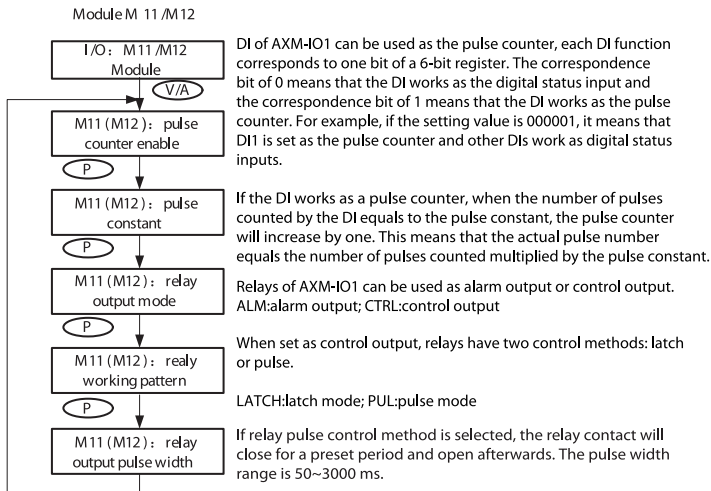 Module M 11 /M12
I /O: M11 /M12
Module
V/A
DI of AXM-IO1 can be used as the pulse counter, each DI function
corresponds to one bit of a 6-bit register. The correspondence
bit of 0 means that the DI works as the digital status input and
the correspondence bit of 1 means that the DI works as the pulse
counter. For example, if the setting value is 000001, it means that
DI1 is set as the pulse counter and other DIs work as digital status
inputs.
M11 (M12): pulse
counter enable
P
M11 (M12): pulse
constant
P
If the DI works as a pulse counter, when the number of pulses
counted by the DI equals to the pulse constant, the pulse counter
will increase by one. This means that the actual pulse number
equals the number of pulses counted multiplied by the pulse constant.
M11 (M12): relay
output mode
P
Relays of AXM-IO1 can be used as alarm output or control output.
ALM:alarm output; CTRL:control output
M11 (M12): realy
working pattern
P
When set as control output, relays have two control methods: latch
or pulse.
LATCH:latch mode; PUL:pulse mode
M11 (M12): relay
output pulse width
If relay pulse control method is selected, the relay contact will
close for a preset period and open afterwards. The pulse width
range is 50~3000 ms.